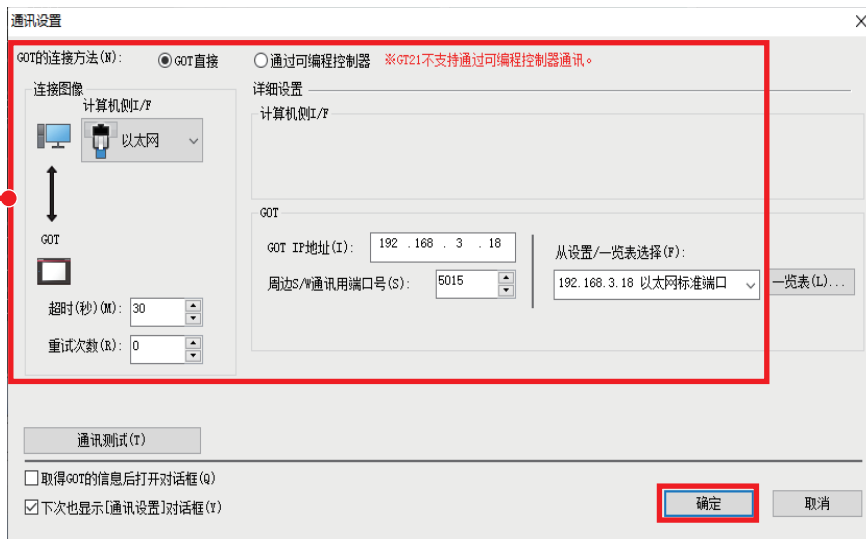 通讯设置
GOT的连接方法(N): GOT直接 通过可编程控制器 ※GT21不支持通过可编程控制器通讯。
连接图像
计算机侧I/F
以太网
GOT
超时(秒)(M): 30
重试次数(R): 0
详细设置
计算机侧I/F
GOT
GOT IP地址(I): 192 .168 . 3 . 18
周边S/W通讯用端口号(S): 5015
从设置/一览表选择(F):
192.168.3.18 以太网标准端口 一览表(L)...
通讯测试(T)
取得GOT的信息后打开对话框(Q)
下次也显示[通讯设置]对话框(Y)
确定 取消